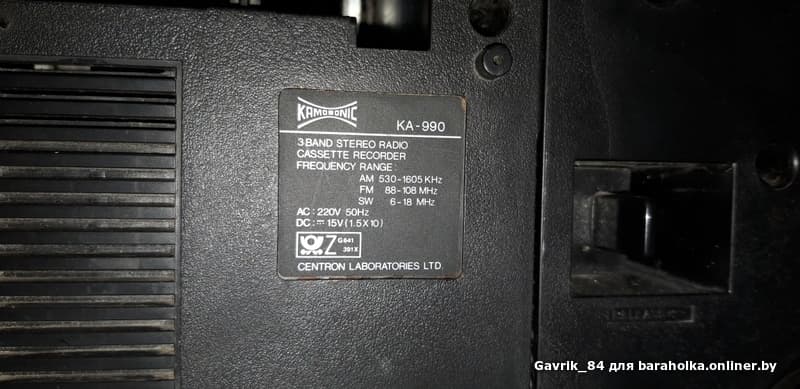 KAMOSONIC
KA-990
3-BAND STEREO RADIO
CASSETTE RECORDER
FREQUENCY RANGE:
AM 530-1605 KHz
FM 88-108 MHz
SW 6-18 MHz
AC: 220V 50Hz
DC: ⎓ 15V (1.5X10)
Z G641
391X
CENTRON LABORATORIES LTD.
Gavrik_84 для baraholka.onliner.by